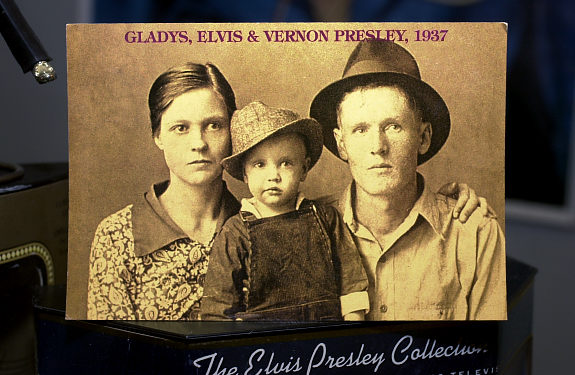 GLADYS, ELVIS & VERNON PRESLEY, 1937
The Elvis Presley Collection